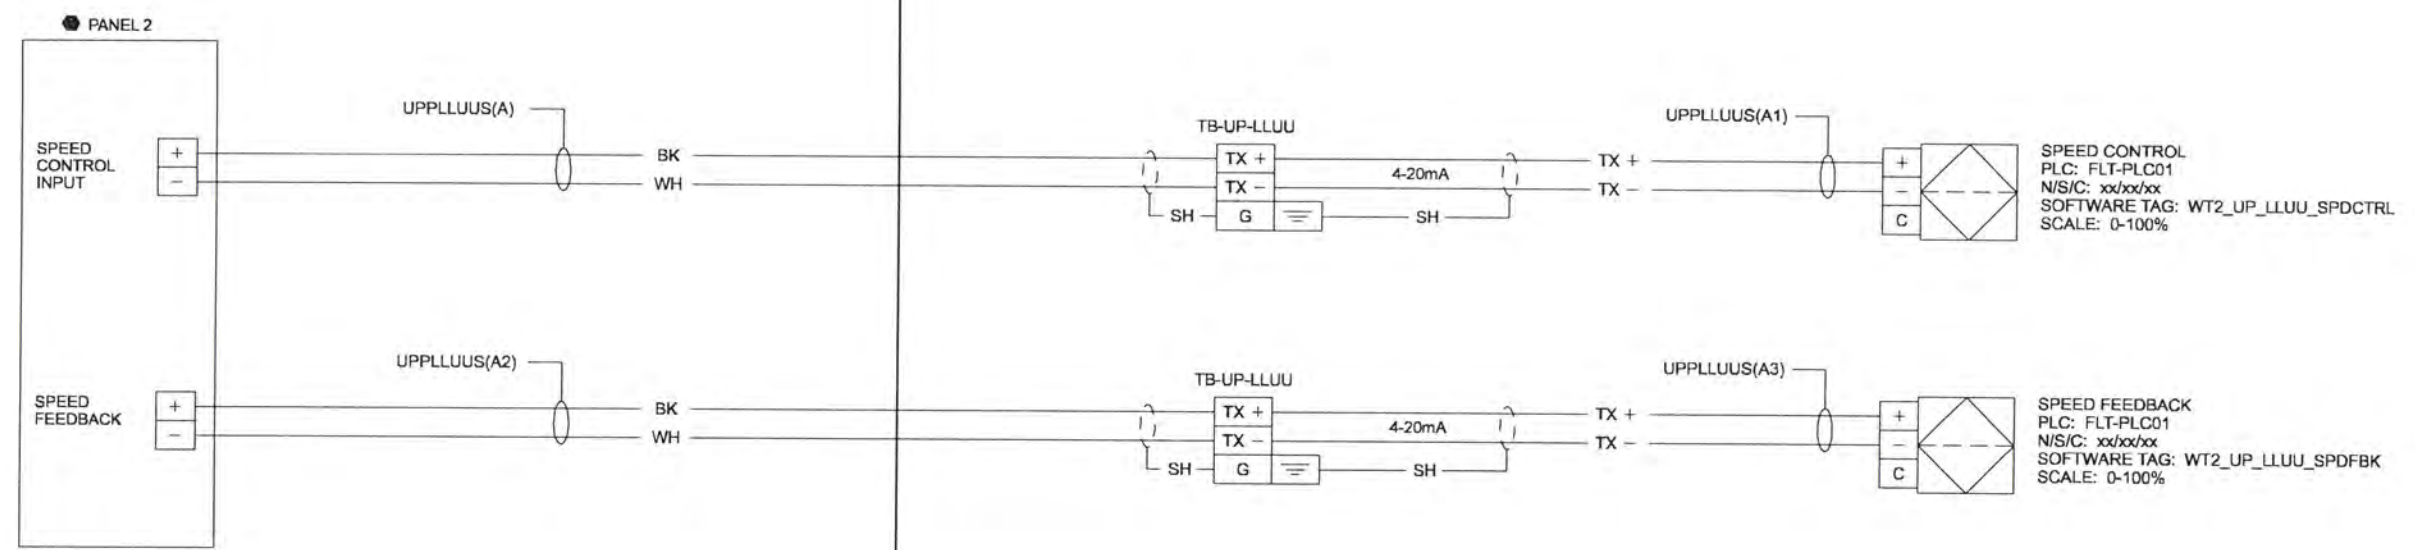 PANEL 2
UPPLLUUS(A)
SPEED
CONTROL
INPUT
+
−
BK
WH
TB-UP-LLUU
TX +
TX −
SH
G
4-20mA
SH
UPPLLUUS(A1)
TX +
TX −
+
−
C
SPEED CONTROL
PLC: FLT-PLC01
N/S/C: xx/xx/xx
SOFTWARE TAG: WT2_UP_LLUU_SPDCTRL
SCALE: 0-100%
UPPLLUUS(A2)
SPEED
FEEDBACK
+
−
BK
WH
TB-UP-LLUU
TX +
TX −
SH
G
4-20mA
SH
UPPLLUUS(A3)
TX +
TX −
+
−
C
SPEED FEEDBACK
PLC: FLT-PLC01
N/S/C: xx/xx/xx
SOFTWARE TAG: WT2_UP_LLUU_SPDFBK
SCALE: 0-100%